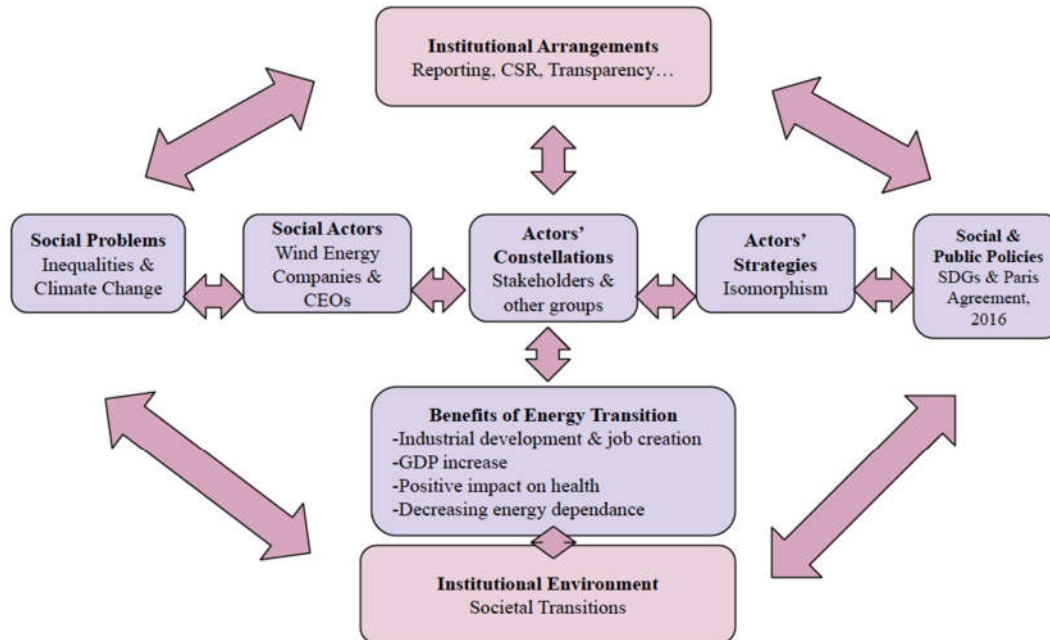 Institutional Arrangements
Reporting, CSR, Transparency…
Social Problems
Inequalities &
Climate Change
Social Actors
Wind Energy
Companies &
CEOs
Actors’
Constellations
Stakeholders &
other groups
Actors’
Strategies
Isomorphism
Social &
Public Policies
SDGs & Paris
Agreement,
2016
Benefits of Energy Transition
-Industrial development & job creation
-GDP increase
-Positive impact on health
-Decreasing energy dependance
Institutional Environment
Societal Transitions